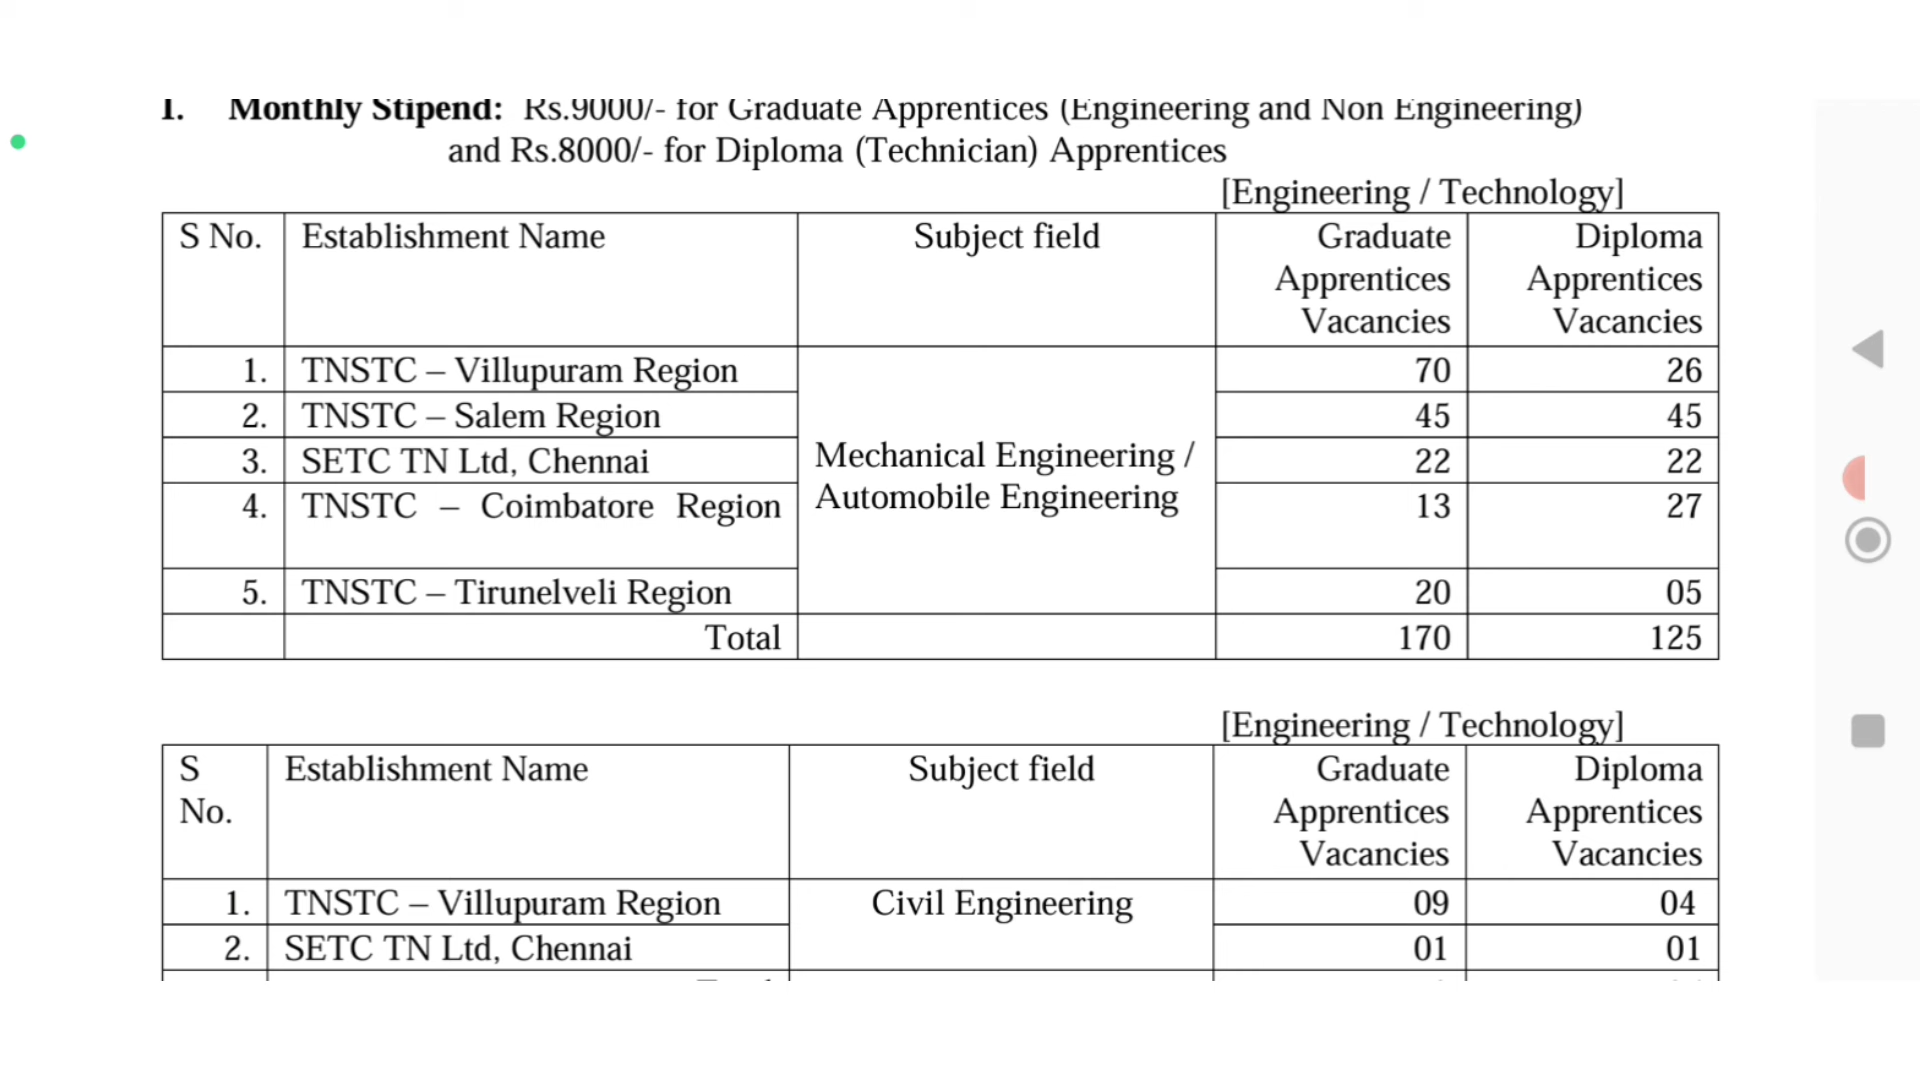 I. Monthly Stipend: Rs.9000/- for Graduate Apprentices (Engineering and Non Engineering)
and Rs.8000/- for Diploma (Technician) Apprentices
[Engineering / Technology]
S No. Establishment Name Subject field Graduate Apprentices Vacancies Diploma Apprentices Vacancies
1. TNSTC – Villupuram Region 70 26
2. TNSTC – Salem Region 45 45
Mechanical Engineering / Automobile Engineering
3. SETC TN Ltd, Chennai 22 22
4. TNSTC – Coimbatore Region 13 27
5. TNSTC – Tirunelveli Region 20 05
Total 170 125
[Engineering / Technology]
S No. Establishment Name Subject field Graduate Apprentices Vacancies Diploma Apprentices Vacancies
1. TNSTC – Villupuram Region Civil Engineering 09 04
2. SETC TN Ltd, Chennai 01 01